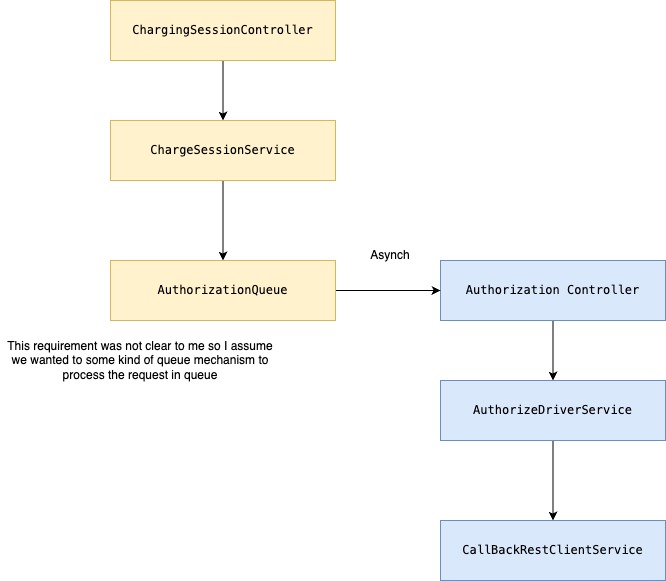 ChargingSessionController
ChargeSessionService
Asynch
AuthorizationQueue
Authorization Controller
This requirement was not clear to me so I assume
we wanted to some kind of queue mechanism to
process the request in queue
AuthorizeDriverService
CallBackRestClientService